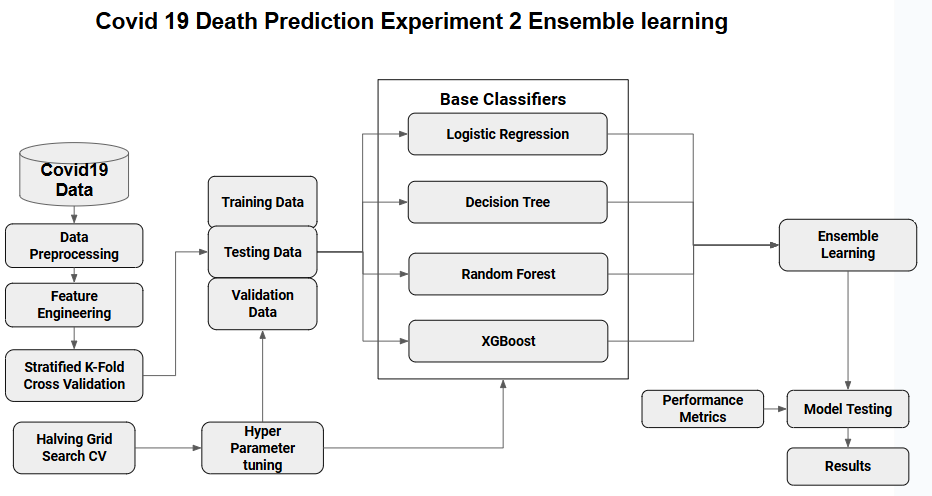 Covid 19 Death Prediction Experiment 2 Ensemble learning
Base Classifiers
Logistic Regression
Decision Tree
Random Forest
XGBoost
Covid19
Data
Data
Preprocessing
Feature
Engineering
Stratified K-Fold
Cross Validation
Halving Grid
Search CV
Training Data
Testing Data
Validation
Data
Hyper
Parameter
tuning
Ensemble
Learning
Performance
Metrics
Model Testing
Results